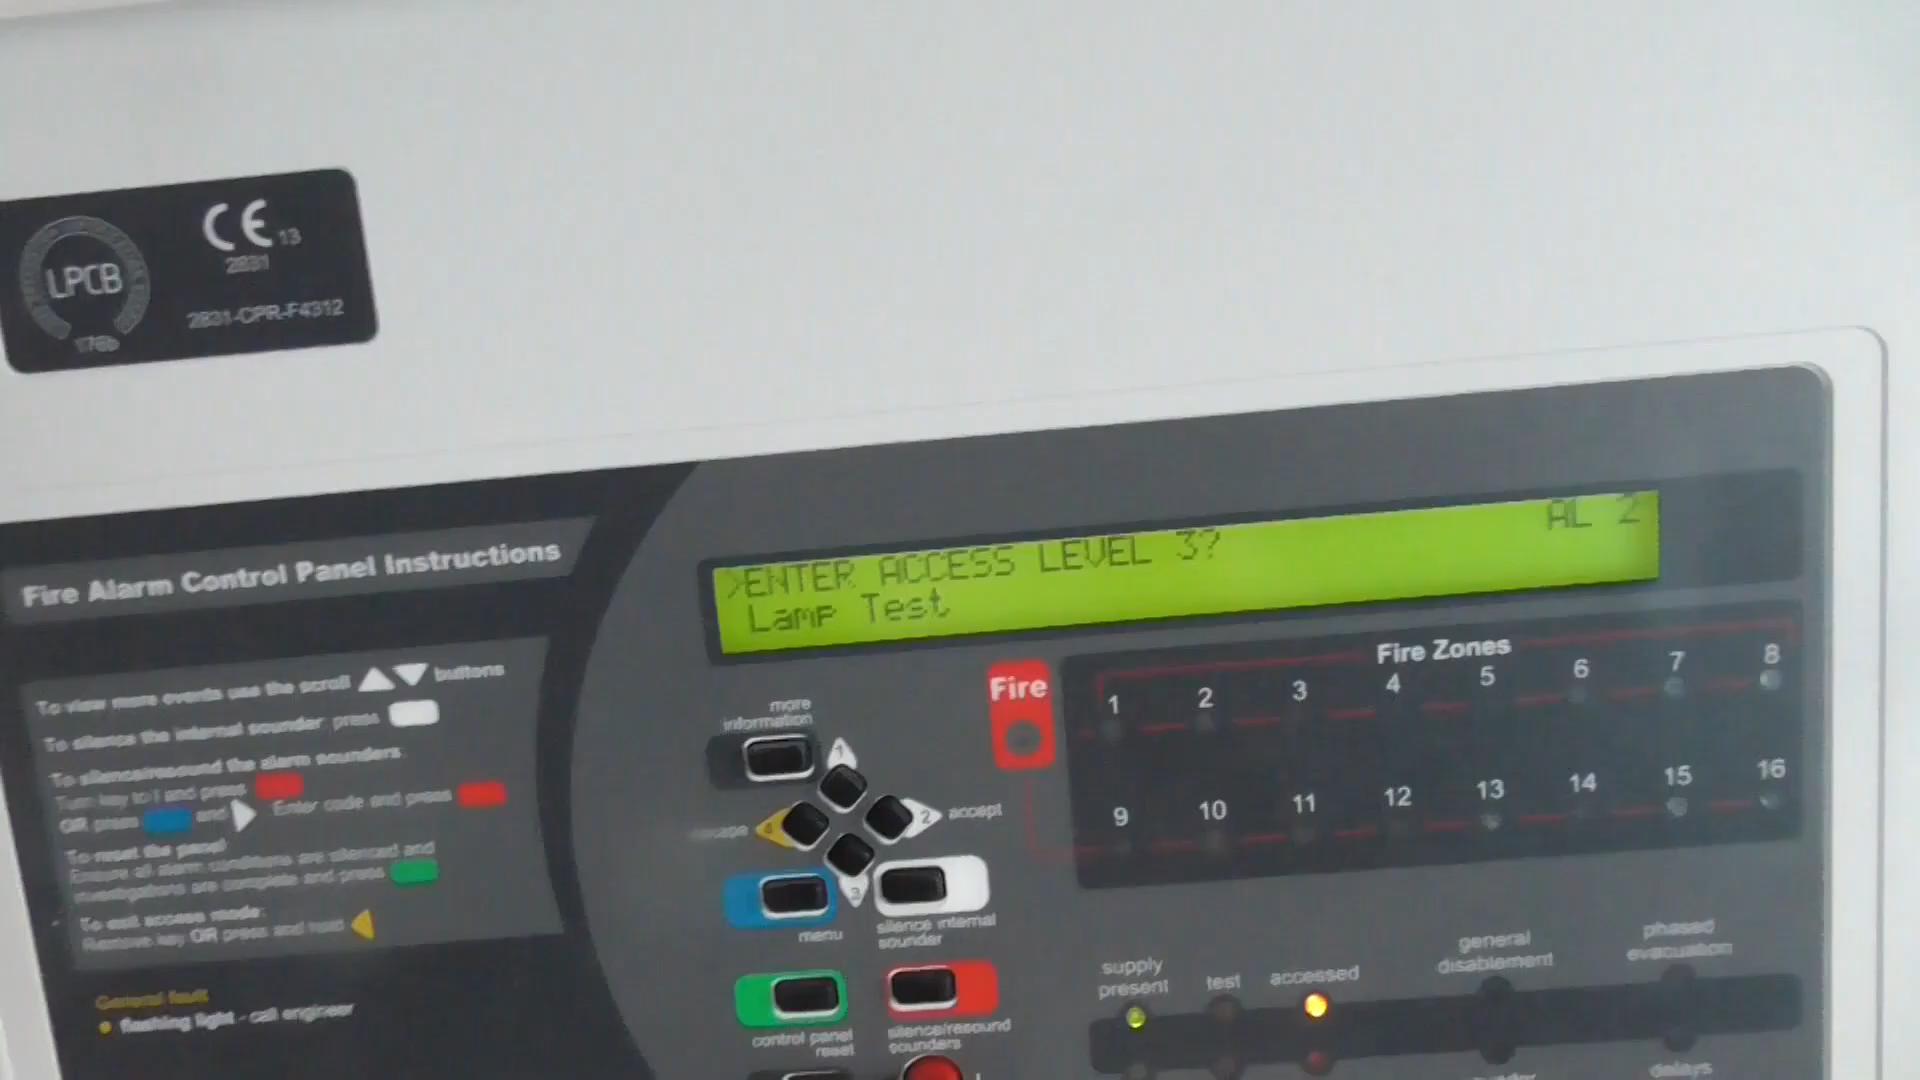 LPCB
176b
CE 13
2831
2831-CPR-F4312
Fire Alarm Control Panel Instructions
To view more events use the scroll buttons
To silence the internal sounder: press
To silence/resound the alarm sounders:
Turn key to I and press
OR press and Enter code and press
To reset the panel
Ensure all alarm conditions are silenced and
investigations are complete and press
To exit access mode:
Remove key OR press and hold
General fault
flashing light - call engineer
AL 2
>ENTER ACCESS LEVEL 3?
Lamp Test
more
information
1
2
accept
escape
4
3
menu
silence internal
sounder
control panel
reset
silence/resound
sounders
Fire
Fire Zones
1 2 3 4 5 6 7 8
9 10 11 12 13 14 15 16
supply
present
test
accessed
general
disablement
phased
evacuation
delays